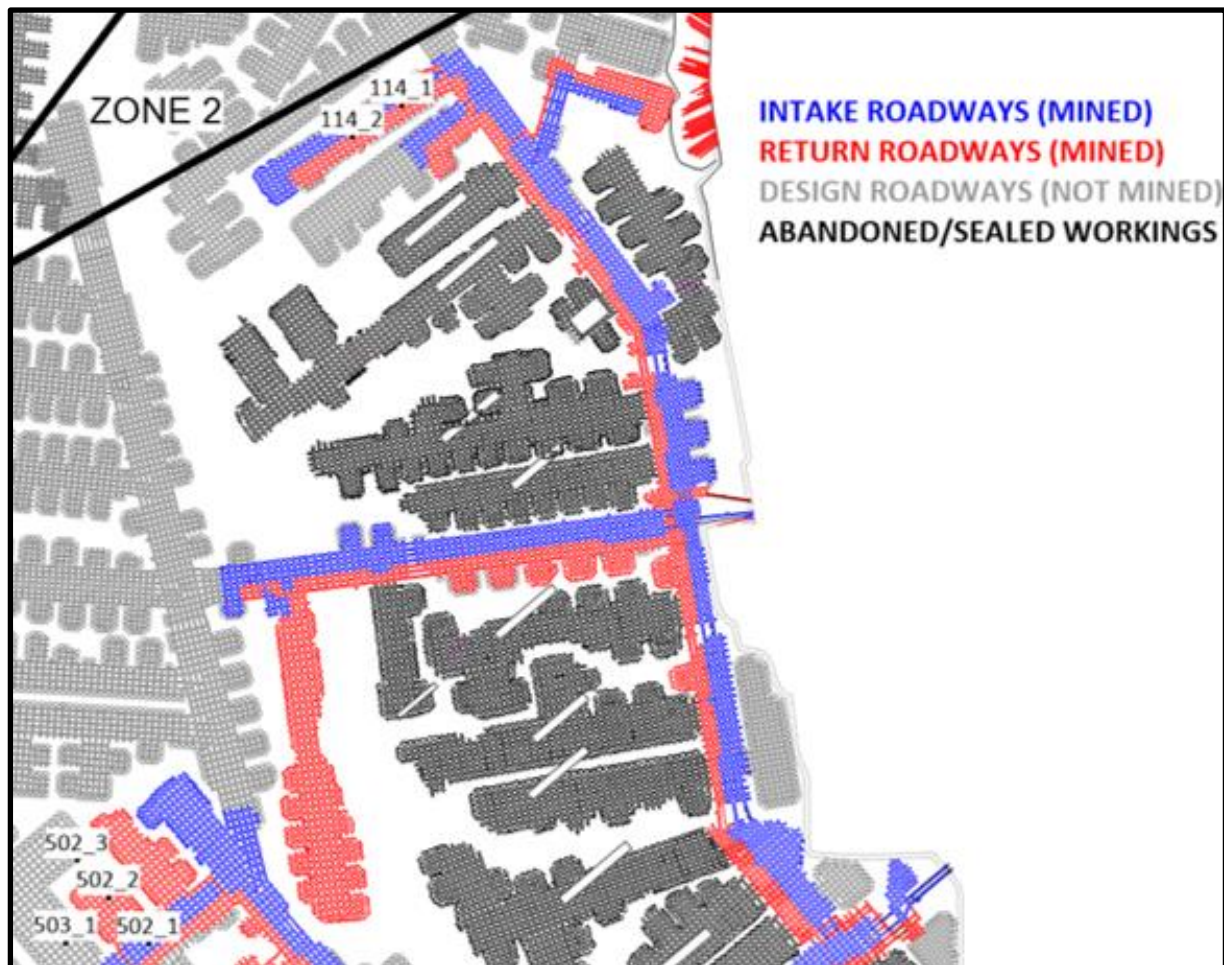 ZONE 2
114_1
114_2
INTAKE ROADWAYS (MINED)
RETURN ROADWAYS (MINED)
DESIGN ROADWAYS (NOT MINED)
ABANDONED/SEALED WORKINGS
502_3
502_2
503_1 502_1